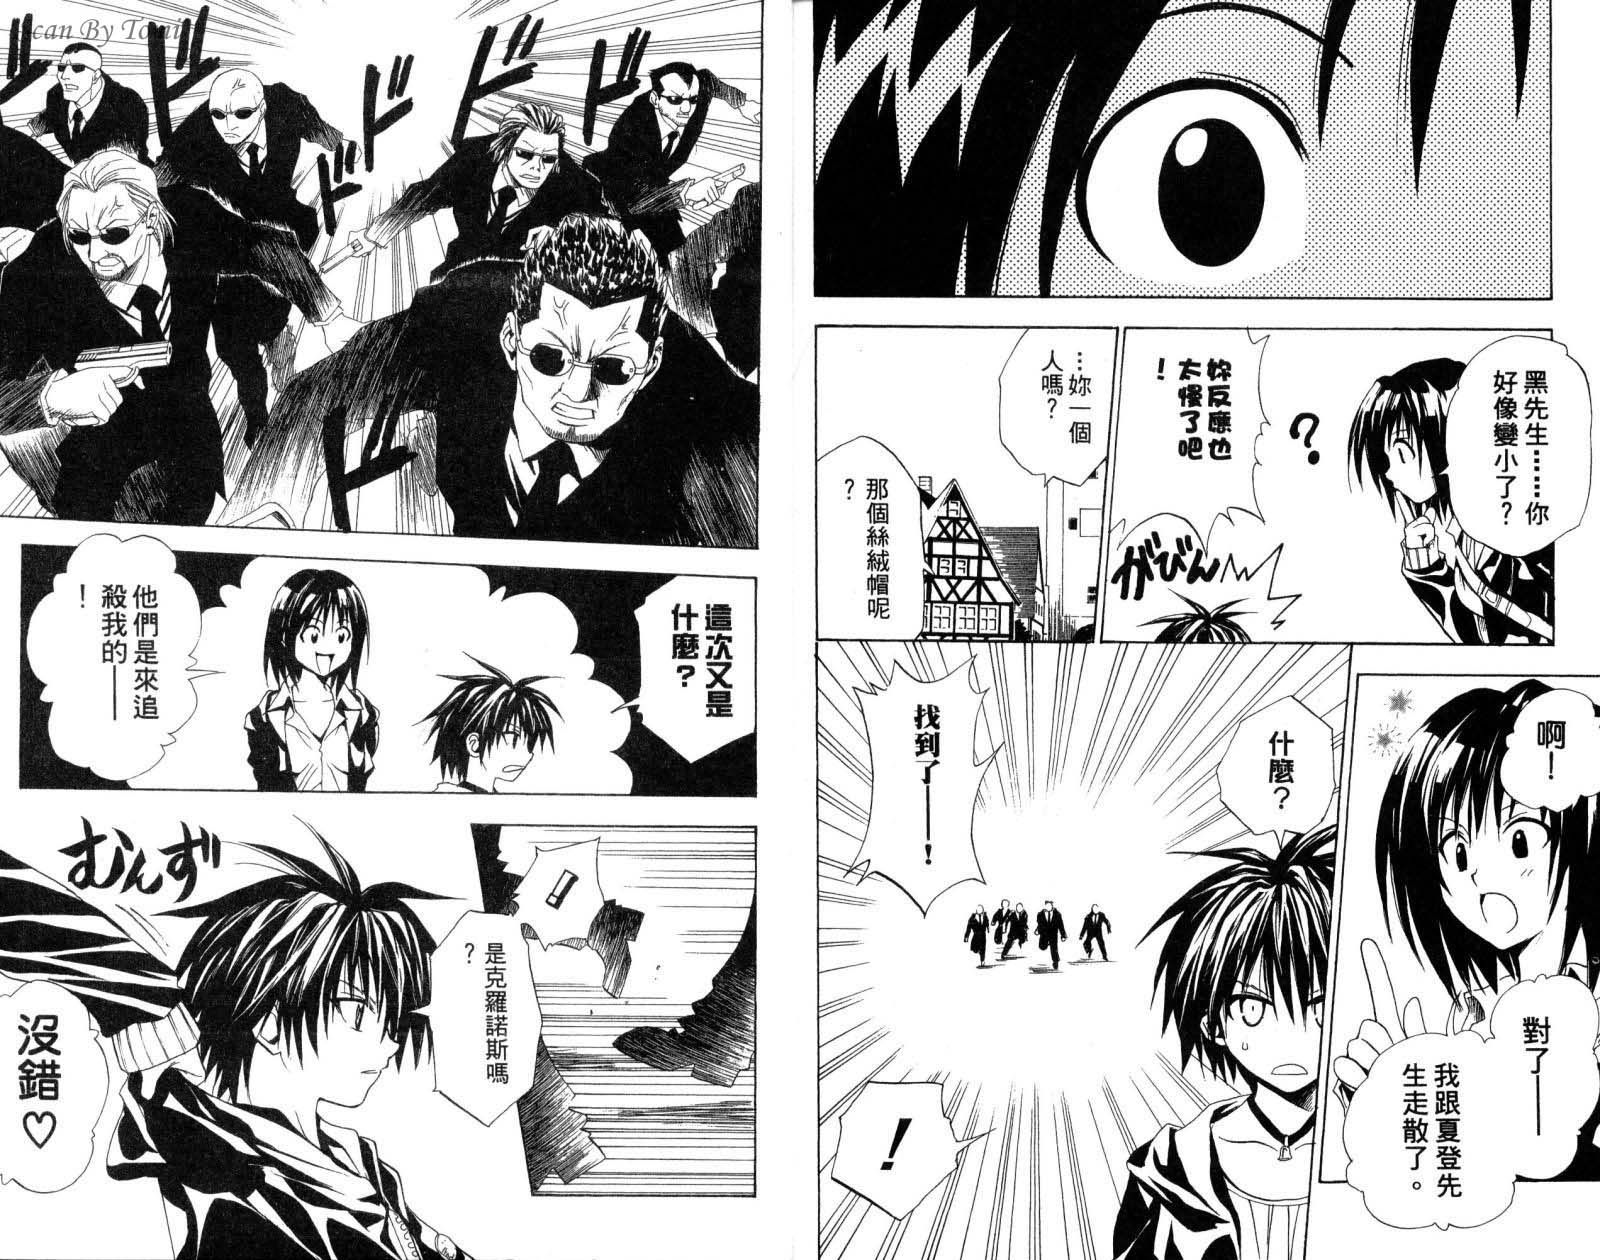 黑先生……你
好像變小了?
?
妳反應也
太慢了吧
!
がびん
…妳一個
人嗎?
那個絲絨帽呢
?
啊!
對了——
我跟夏登先
生走散了。
什麼?
找到了——!
!
ドドドドドドド
這次又是
什麼?
他們是來追
殺我的——
!
!
是克羅諾斯嗎
?
むんず
沒錯
♡
Scan By Toni